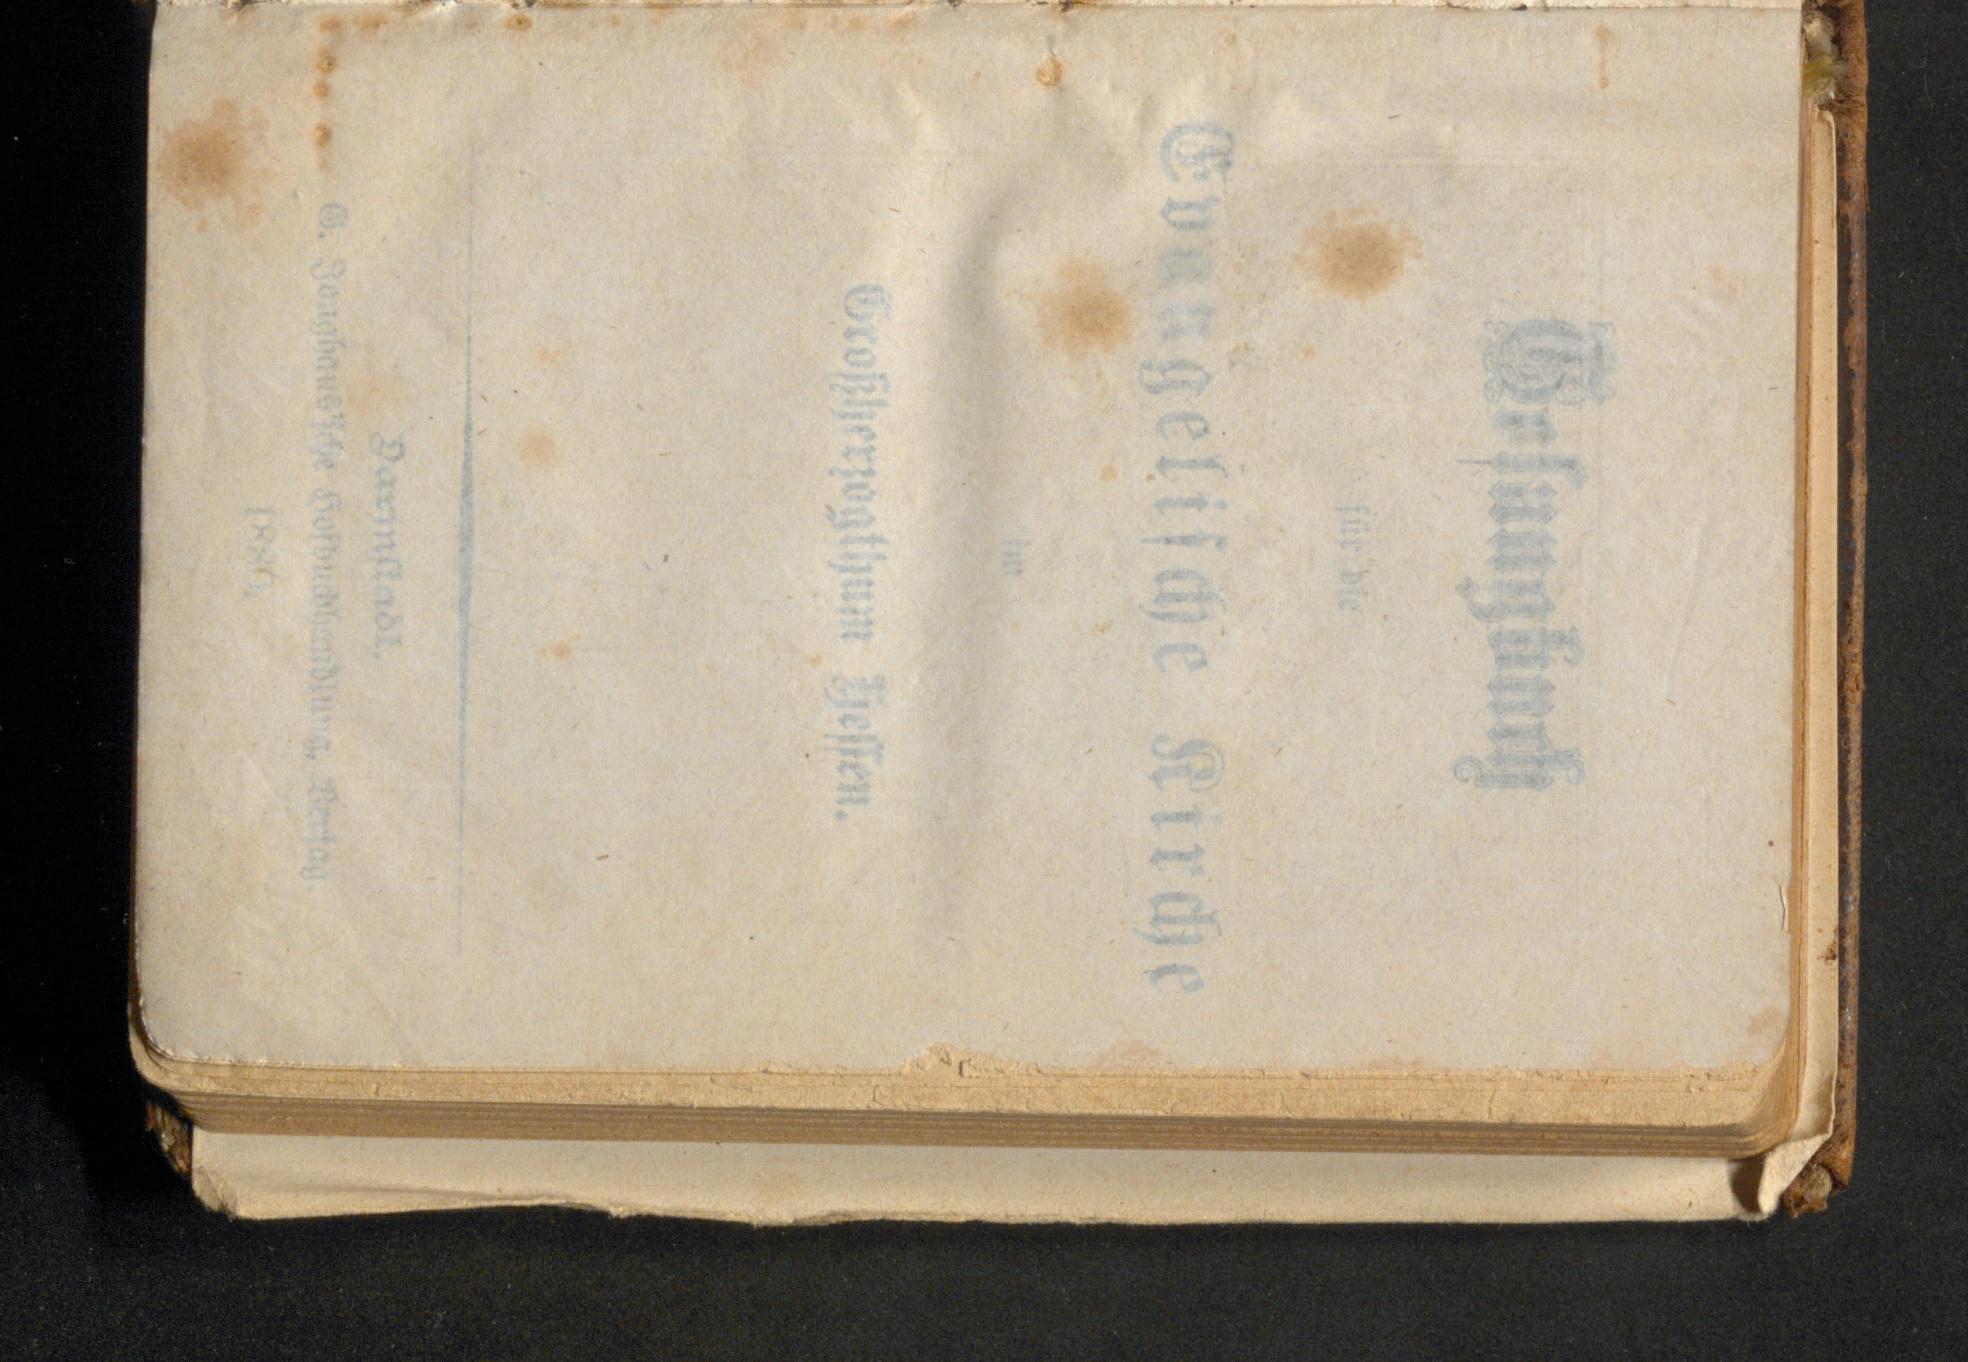 Gesangbuch
für die
Evangelische Kirche
im
Großherzogthum Hessen.
Darmstadt.
G. Jonghaus'sche Hofbuchhandlung, Verlag.
1880.